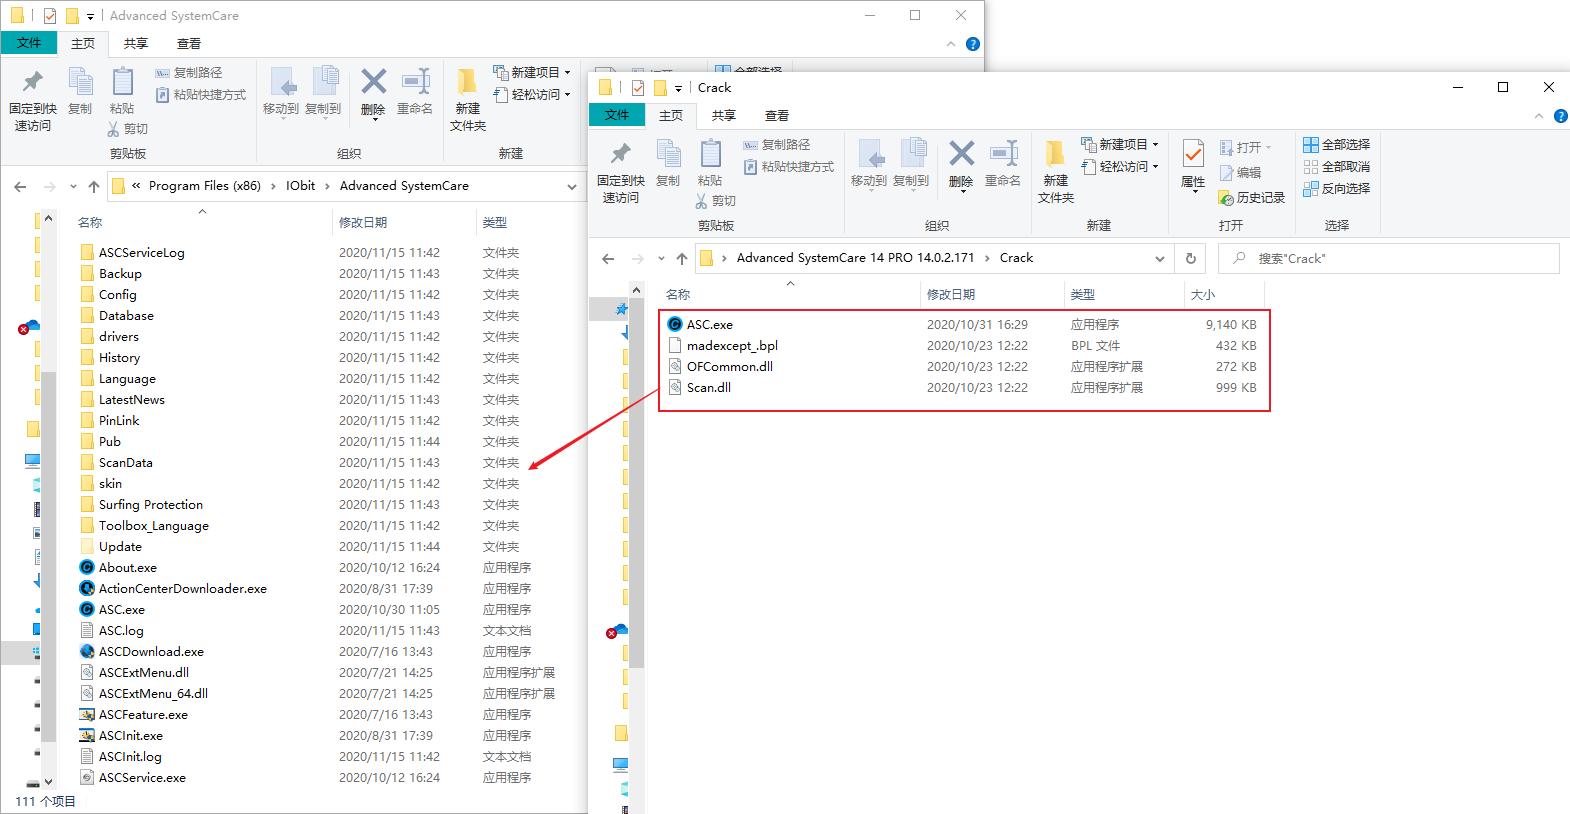 Advanced SystemCare
文件 主页 共享 查看
固定到快速访问
复制
粘贴
复制路径
粘贴快捷方式
剪切
剪贴板
移动到
复制到
删除
重命名
组织
新建文件夹
新建项目
轻松访问
新建
« Program Files (x86) › IObit › Advanced SystemCare
名称 修改日期 类型
ASCServiceLog 2020/11/15 11:42 文件夹
Backup 2020/11/15 11:43 文件夹
Config 2020/11/15 11:42 文件夹
Database 2020/11/15 11:43 文件夹
drivers 2020/11/15 11:42 文件夹
History 2020/11/15 11:42 文件夹
Language 2020/11/15 11:42 文件夹
LatestNews 2020/11/15 11:43 文件夹
PinLink 2020/11/15 11:42 文件夹
Pub 2020/11/15 11:44 文件夹
ScanData 2020/11/15 11:43 文件夹
skin 2020/11/15 11:42 文件夹
Surfing Protection 2020/11/15 11:43 文件夹
Toolbox_Language 2020/11/15 11:42 文件夹
Update 2020/11/15 11:44 文件夹
About.exe 2020/10/12 16:24 应用程序
ActionCenterDownloader.exe 2020/8/31 17:39 应用程序
ASC.exe 2020/10/30 11:05 应用程序
ASC.log 2020/11/15 11:43 文本文档
ASCDownload.exe 2020/7/16 13:43 应用程序
ASCExtMenu.dll 2020/7/21 14:25 应用程序扩展
ASCExtMenu_64.dll 2020/7/21 14:25 应用程序扩展
ASCFeature.exe 2020/7/16 13:43 应用程序
ASCInit.exe 2020/8/31 17:39 应用程序
ASCInit.log 2020/11/15 11:42 文本文档
ASCService.exe 2020/10/12 16:24 应用程序
111 个项目
Crack
文件 主页 共享 查看
固定到快速访问
复制
粘贴
复制路径
粘贴快捷方式
剪切
剪贴板
移动到
复制到
删除
重命名
组织
新建文件夹
新建项目
轻松访问
新建
属性
打开
编辑
历史记录
打开
全部选择
全部取消
反向选择
选择
› Advanced SystemCare 14 PRO 14.0.2.171 › Crack
搜索"Crack"
名称 修改日期 类型 大小
ASC.exe 2020/10/31 16:29 应用程序 9,140 KB
madexcept_.bpl 2020/10/23 12:22 BPL 文件 432 KB
OFCommon.dll 2020/10/23 12:22 应用程序扩展 272 KB
Scan.dll 2020/10/23 12:22 应用程序扩展 999 KB